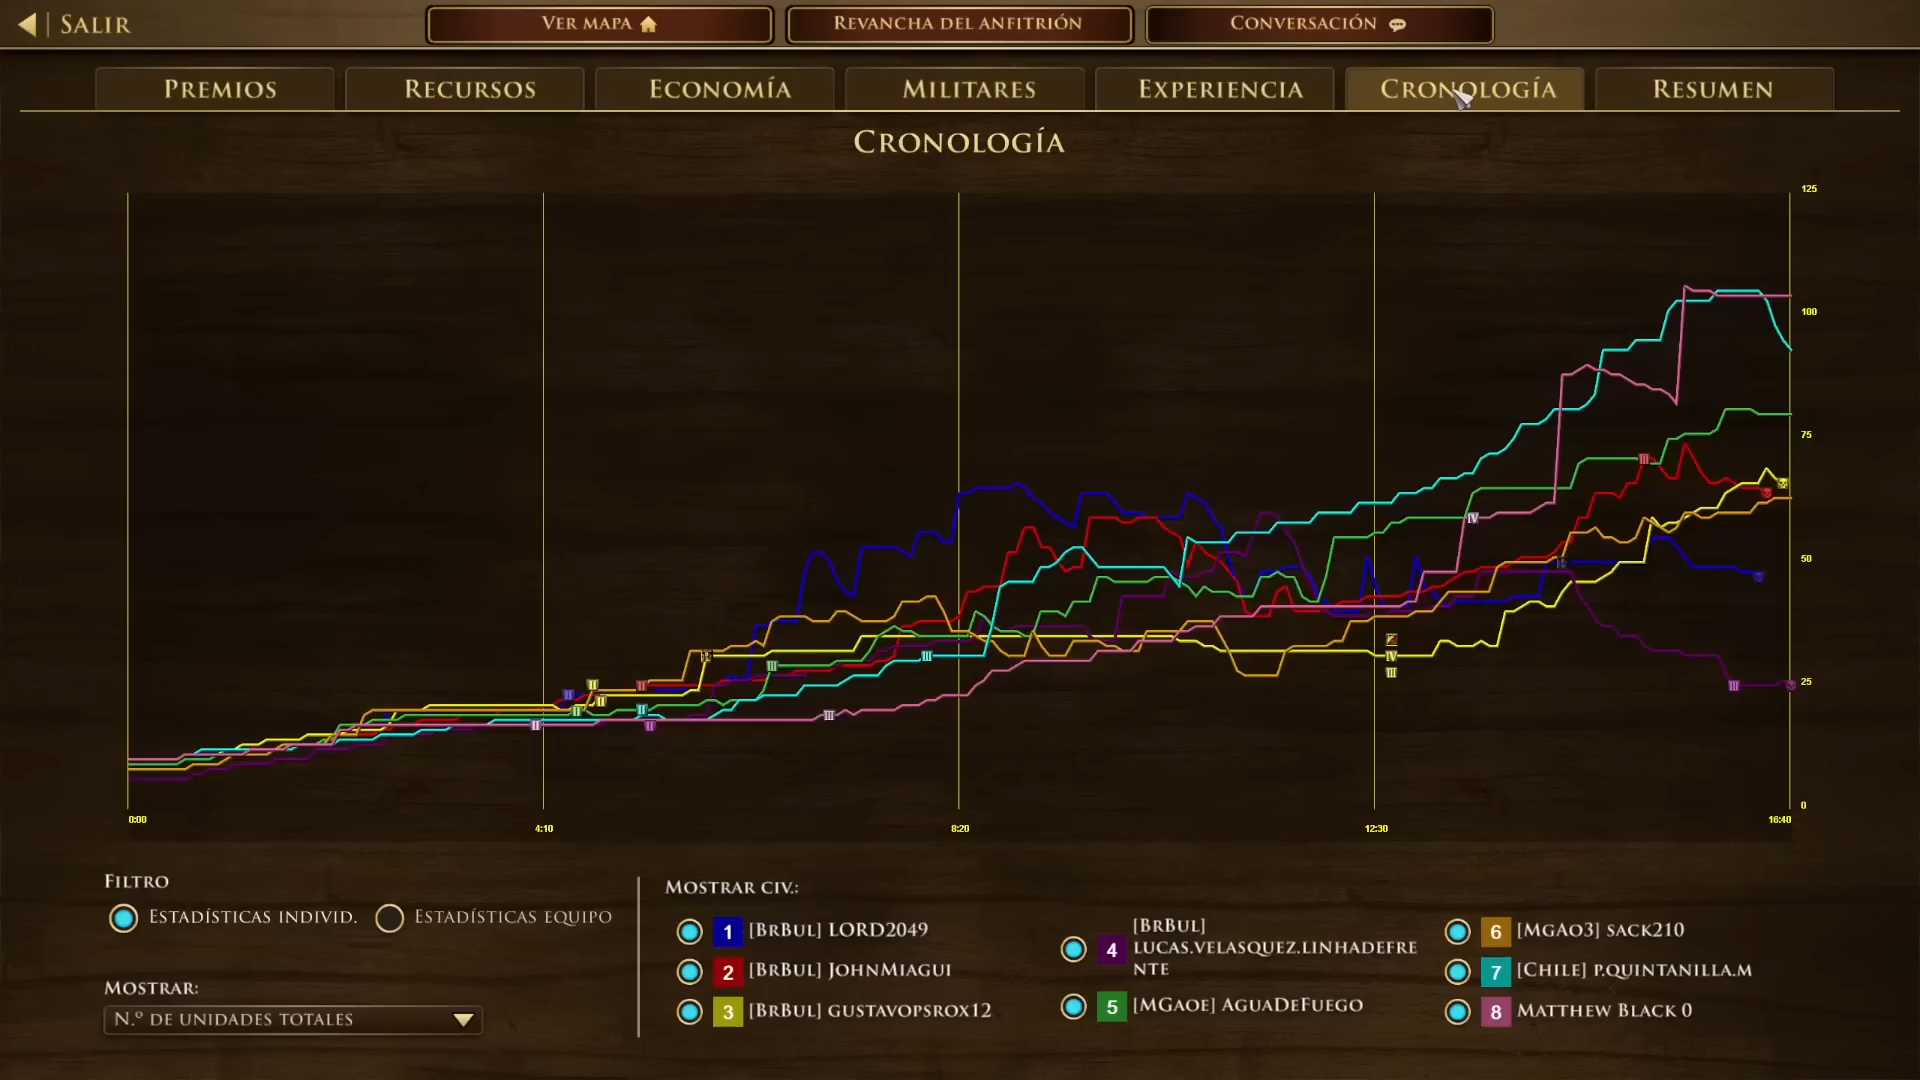 SALIR
VER MAPA
REVANCHA DEL ANFITRIÓN
CONVERSACIÓN
PREMIOS
RECURSOS
ECONOMÍA
MILITARES
EXPERIENCIA
CRONOLOGÍA
RESUMEN
CRONOLOGÍA
125
100
75
50
25
0
0:00
4:10
8:20
12:30
16:40
FILTRO
ESTADÍSTICAS INDIVID.
ESTADÍSTICAS EQUIPO
MOSTRAR:
N.º DE UNIDADES TOTALES
MOSTRAR CIV.:
1 [BRBUL] LORD2049
2 [BRBUL] JOHNMIAGUI
3 [BRBUL] GUSTAVOPSROX12
4 [BRBUL]
LUCAS.VELASQUEZ.LINHADEFRE
NTE
5 [MGAOE] AGUADEFUEGO
6 [MGAO3] SACK210
7 [CHILE] P.QUINTANILLA.M
8 MATTHEW BLACK 0